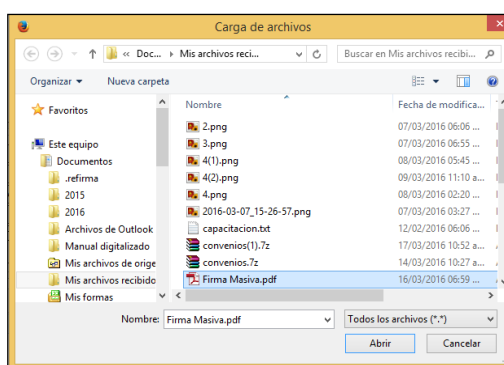 Carga de archivos
« Doc... ▸ Mis archivos reci...
Buscar en Mis archivos recibi...
Organizar
Nueva carpeta
Favoritos
Este equipo
Documentos
.refirma
2015
2016
Archivos de Outlook
Manual digitalizado
Mis archivos de orige
Mis archivos recibido
Mis formas
Nombre
Fecha de modifica...
2.png
07/03/2016 06:06 ...
3.png
07/03/2016 06:55 ...
4(1).png
08/03/2016 05:45 ...
4(2).png
09/03/2016 11:10 a...
4.png
08/03/2016 02:20 ...
2016-03-07_15-26-57.png
07/03/2016 03:27 ...
capacitacion.txt
12/02/2016 06:06 ...
convenios(1).7z
17/03/2016 10:52 a...
convenios.7z
14/03/2016 10:27 a...
Firma Masiva.pdf
16/03/2016 06:59 ...
Nombre:
Firma Masiva.pdf
Todos los archivos (*.*)
Abrir
Cancelar